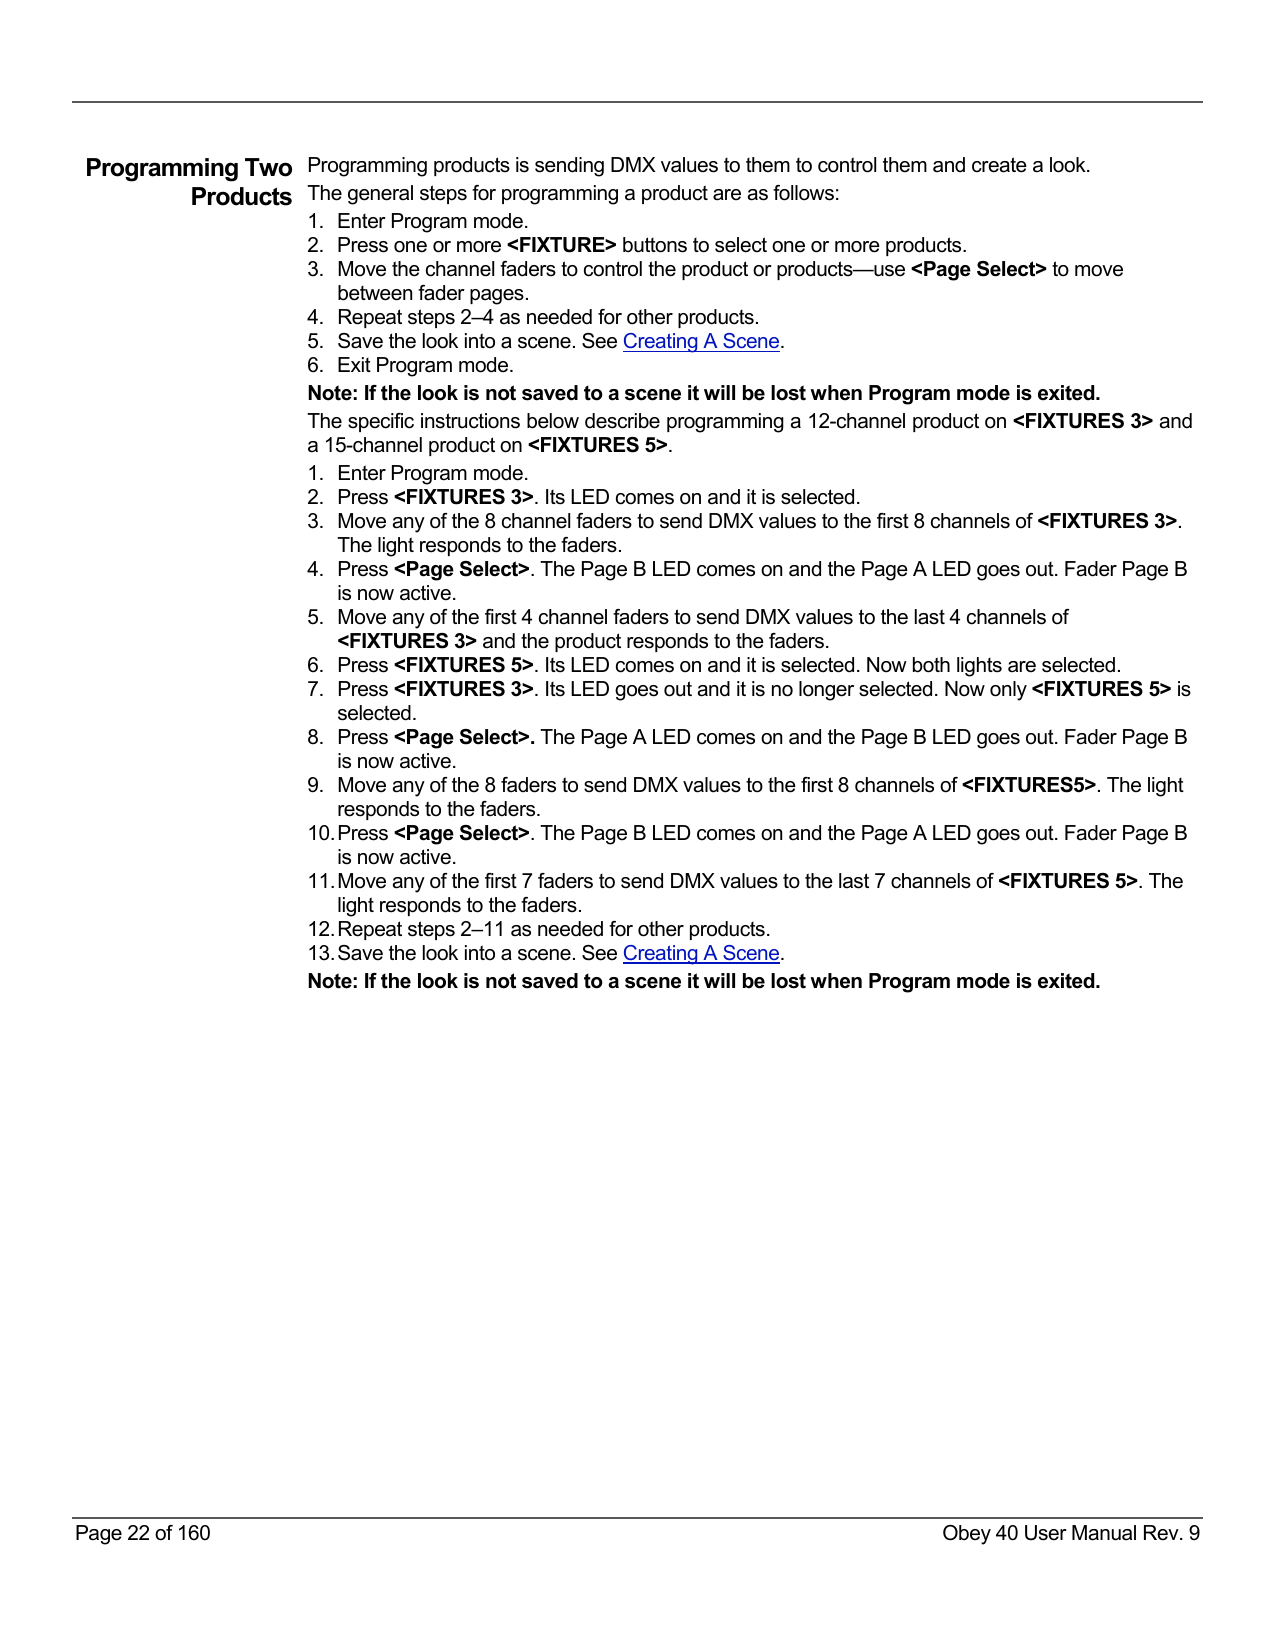 Programming Two
Products
Programming products is sending DMX values to them to control them and create a look.
The general steps for programming a product are as follows:
1. Enter Program mode.
2. Press one or more <FIXTURE> buttons to select one or more products.
3. Move the channel faders to control the product or products—use <Page Select> to move
between fader pages.
4. Repeat steps 2–4 as needed for other products.
5. Save the look into a scene. See Creating A Scene.
6. Exit Program mode.
Note: If the look is not saved to a scene it will be lost when Program mode is exited.
The specific instructions below describe programming a 12-channel product on <FIXTURES 3> and
a 15-channel product on <FIXTURES 5>.
1. Enter Program mode.
2. Press <FIXTURES 3>. Its LED comes on and it is selected.
3. Move any of the 8 channel faders to send DMX values to the first 8 channels of <FIXTURES 3>.
The light responds to the faders.
4. Press <Page Select>. The Page B LED comes on and the Page A LED goes out. Fader Page B
is now active.
5. Move any of the first 4 channel faders to send DMX values to the last 4 channels of
<FIXTURES 3> and the product responds to the faders.
6. Press <FIXTURES 5>. Its LED comes on and it is selected. Now both lights are selected.
7. Press <FIXTURES 3>. Its LED goes out and it is no longer selected. Now only <FIXTURES 5> is
selected.
8. Press <Page Select>. The Page A LED comes on and the Page B LED goes out. Fader Page B
is now active.
9. Move any of the 8 faders to send DMX values to the first 8 channels of <FIXTURES5>. The light
responds to the faders.
10. Press <Page Select>. The Page B LED comes on and the Page A LED goes out. Fader Page B
is now active.
11. Move any of the first 7 faders to send DMX values to the last 7 channels of <FIXTURES 5>. The
light responds to the faders.
12. Repeat steps 2–11 as needed for other products.
13. Save the look into a scene. See Creating A Scene.
Note: If the look is not saved to a scene it will be lost when Program mode is exited.
Page 22 of 160
Obey 40 User Manual Rev. 9